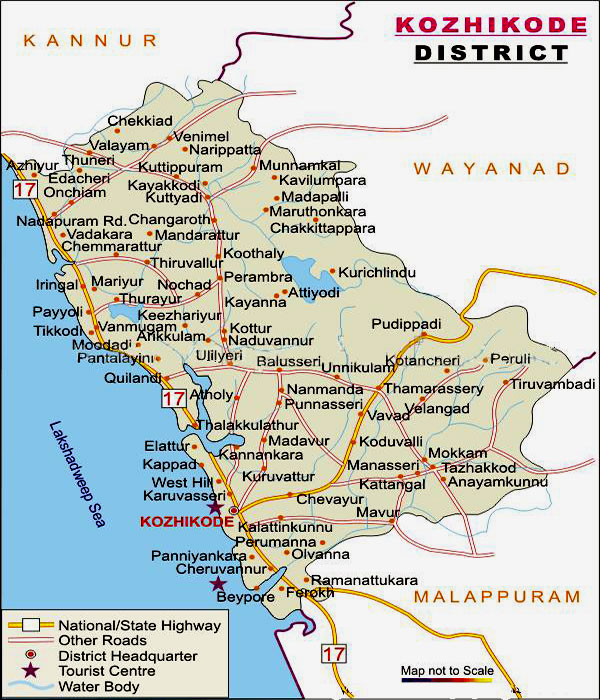 KOZHIKODE
DISTRICT
KANNUR
WAYANAD
Chekkiad
Venimel
Valayam
Narippatta
Thuneri
Azhiyur
Kuttippuram
Munnamkal
Edacheri
Kavilumpara
Onchiam
Kayakkodi
17
Kuttyadi
Madapalli
Maruthonkara
Nadapuram Rd.
Changaroth
Chakkittappara
Vadakara
Mandarattur
Chemmarattur
Koothaly
Thiruvallur
Kurichlindu
Perambra
Iringal
Mariyur
Nochad
Attiyodi
Thurayur
Kayanna
Payyoli
Keezhariyur
Pudippadi
Tikkodi
Vanmugam
Kottur
Arikkulam
Naduvannur
Moodadi
Pantalayini
Ulilyeri
Kotancheri
Peruli
Balusseri
Unnikulam
Quilandi
Tiruvambadi
17
Atholy
Nanmanda
Thamarassery
Punnasseri
Velangad
Vavad
Thalakkulathur
Lakshadweep Sea
Elattur
Madavur
Koduvalli
Kannankara
Mokkam
Kappad
Manasseri
Tazhakkod
Kuruvattur
West Hill
Kattangal
Anayamkunnu
Karuvasseri
Chevayur
KOZHIKODE
Mavur
Kalattinkunnu
Perumanna
Panniyankara
Olvanna
Cheruvannur
Ramanattukara
Beypore
Ferokh
MALAPPURAM
National/State Highway
Other Roads
District Headquarter
Tourist Centre
Water Body
17
Map not to Scale